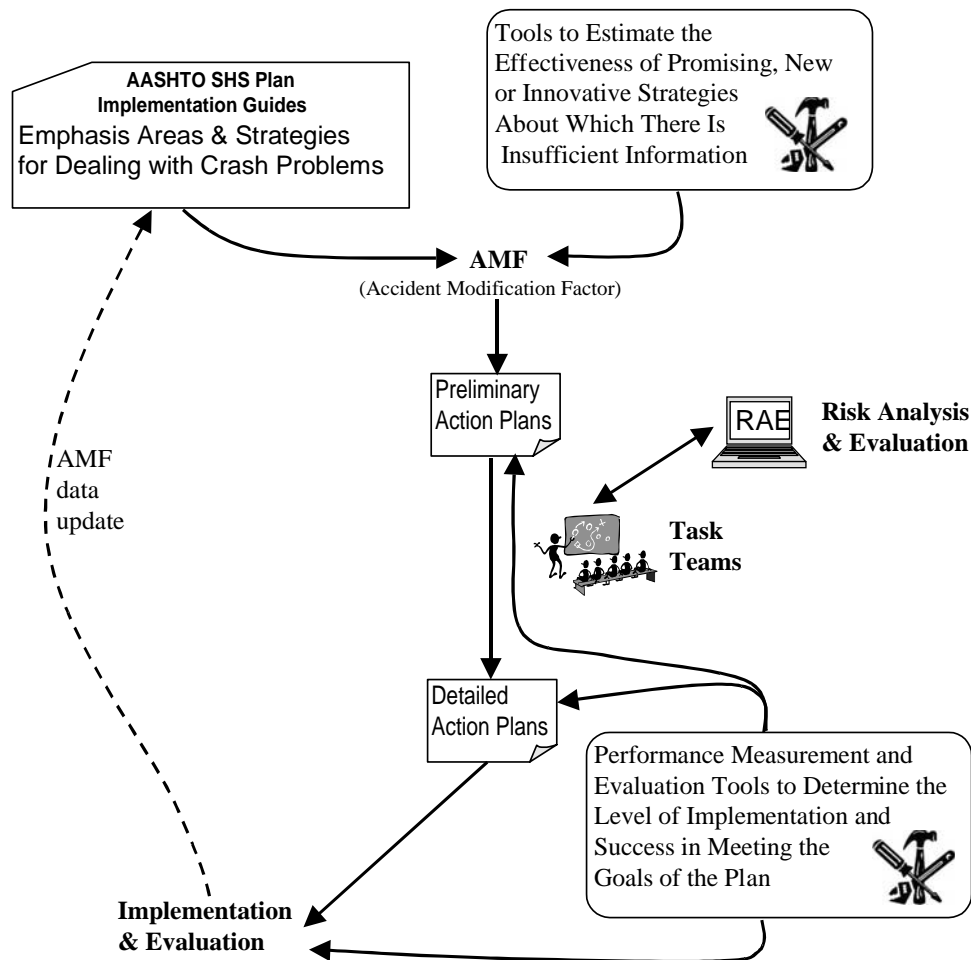 AASHTO SHS Plan
Implementation Guides
Emphasis Areas & Strategies
for Dealing with Crash Problems
Tools to Estimate the
Effectiveness of Promising, New
or Innovative Strategies
About Which There Is
Insufficient Information
AMF
(Accident Modification Factor)
Preliminary
Action Plans
RAE
Risk Analysis
& Evaluation
AMF
data
update
Task
Teams
Detailed
Action Plans
Performance Measurement and
Evaluation Tools to Determine the
Level of Implementation and
Success in Meeting the
Goals of the Plan
Implementation
& Evaluation